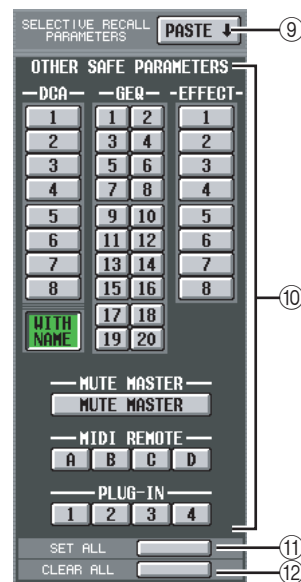 SELECTIVE RECALL
PARAMETERS
PASTE ⬇
⑨
OTHER SAFE PARAMETERS
DCA GEQ EFFECT
1 1 2 1
2 3 4 2
3 5 6 3
4 7 8 4
5 9 10 5
6 11 12 6
7 13 14 7
8 15 16 8
⑩
WITH
NAME
17 18
19 20
MUTE MASTER
MUTE MASTER
MIDI REMOTE
A B C D
PLUG-IN
1 2 3 4
SET ALL
⑪
CLEAR ALL
⑫